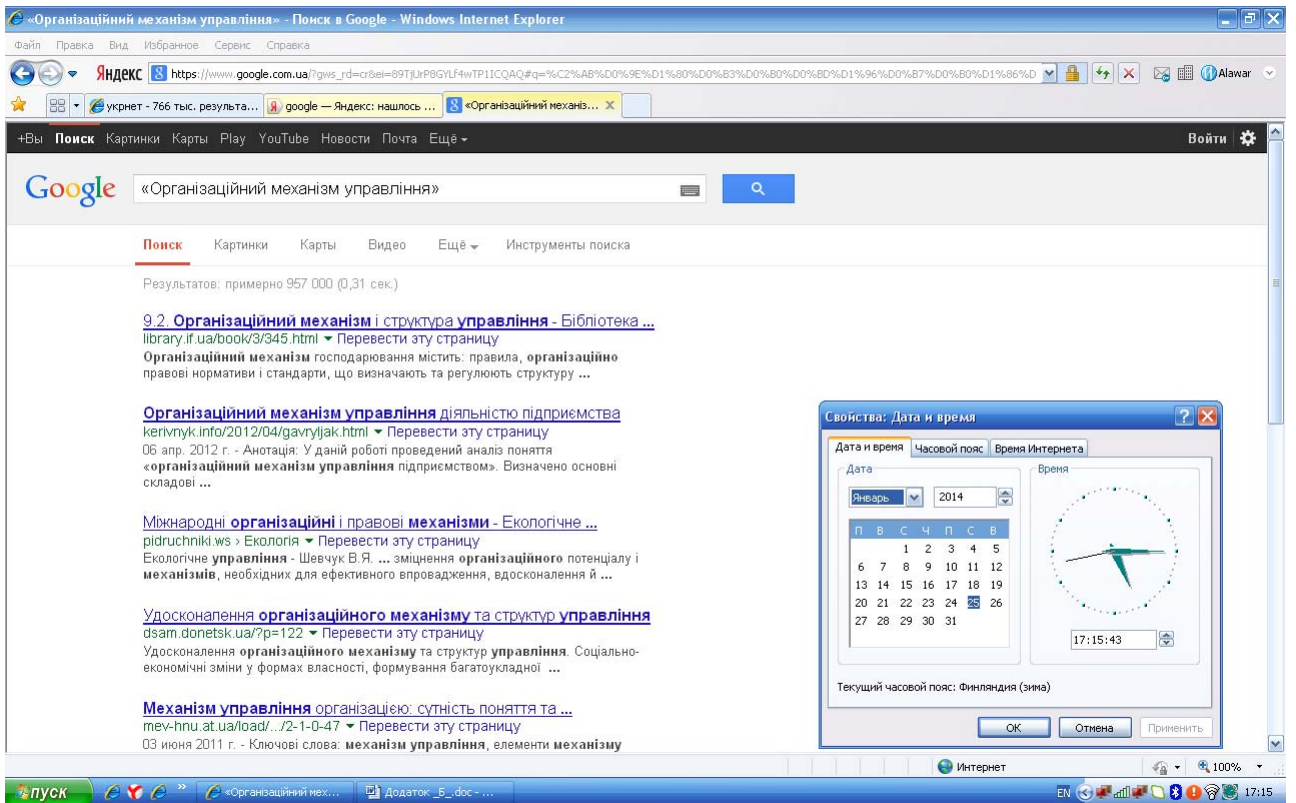 «Організаційний механізм управління» - Поиск в Google - Windows Internet Explorer
Файл Правка Вид Избранное Сервис Справка
Яндекс https://www.google.com.ua/?gws_rd=cr&ei=89TjUrP8GYLf4wTP1ICQAQ#q=%C2%AB%D0%9E%D1%80%D0%B3%D0%B0%D0%BD%D1%96%D0%B7%D0%B0%D1%86%D Alawar
укрнет - 766 тыс. результа... google — Яндекс: нашлось ... «Організаційний механіз...
+Вы Поиск Картинки Карты Play YouTube Новости Почта Ещё Войти
Google «Організаційний механізм управління»
Поиск Картинки Карты Видео Ещё Инструменты поиска
Результатов: примерно 957 000 (0,31 сек.)
9.2. Організаційний механізм і структура управління - Бібліотека ...
library.if.ua/book/3/345.html Перевести эту страницу
Організаційний механізм господарювання містить: правила, організаційно
правові нормативи і стандарти, що визначають та регулюють структуру ...
Організаційний механізм управління діяльністю підприємства
kerivnyk.info/2012/04/gavryljak.html Перевести эту страницу
06 апр. 2012 г. - Анотація: У даній роботі проведений аналіз поняття
«організаційний механізм управління підприємством». Визначено основні
складові ...
Міжнародні організаційні і правові механізми - Екологічне ...
pidruchniki.ws › Екологія Перевести эту страницу
Екологічне управління - Шевчук В.Я. ... зміцнення організаційного потенціалу і
механізмів, необхідних для ефективного впровадження, вдосконалення й ...
Удосконалення організаційного механізму та структур управління
dsam.donetsk.ua/?p=122 Перевести эту страницу
Удосконалення організаційного механізму та структур управління. Соціально-
економічні зміни у формах власності, формування багатоукладної ...
Механізм управління організацією: сутність поняття та ...
mev-hnu.at.ua/load/.../2-1-0-47 Перевести эту страницу
03 июня 2011 г. - Ключові слова: механізм управління, елементи механізму
Свойства: Дата и время
Дата и время Часовой пояс Время Интернета
Дата Время
Январь 2014
П В С Ч П С В
1 2 3 4 5
6 7 8 9 10 11 12
13 14 15 16 17 18 19
20 21 22 23 24 25 26
27 28 29 30 31
17:15:43
Текущий часовой пояс: Финляндия (зима)
ОК Отмена Применить
Интернет 100%
пуск «Організаційний мех... Додаток _Б_.doc - ... EN 17:15